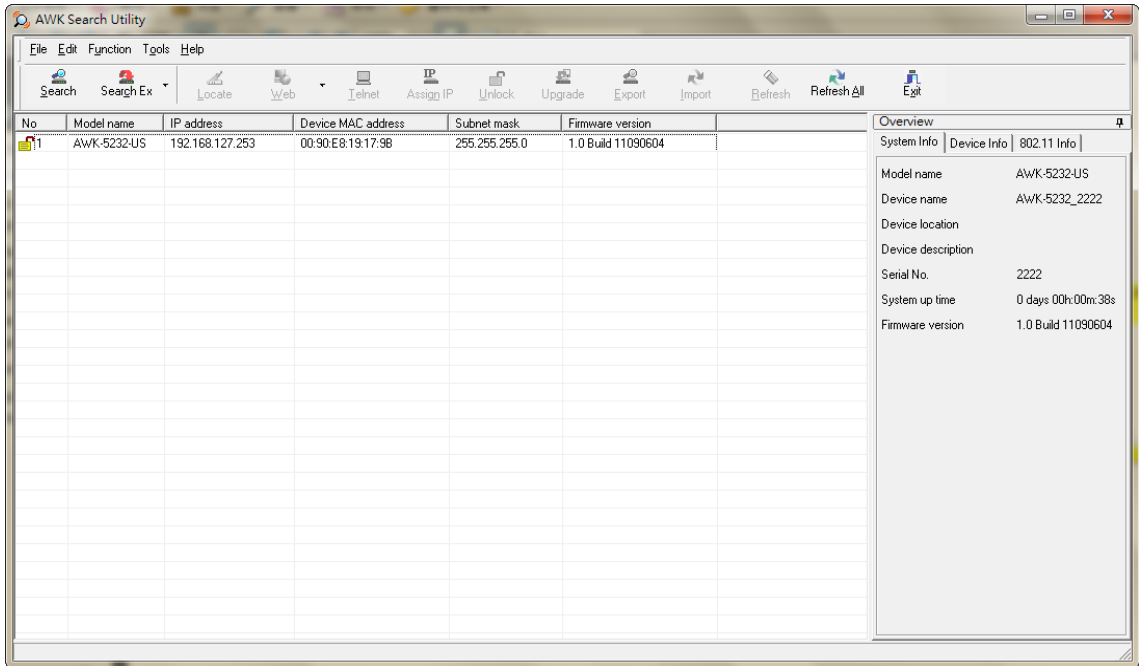 AWK Search Utility
File Edit Function Tools Help
Search Search Ex Locate Web Telnet Assign IP Unlock Upgrade Export Import Refresh Refresh All Exit
No Model name IP address Device MAC address Subnet mask Firmware version
1 AWK-5232-US 192.168.127.253 00:90:E8:19:17:9B 255.255.255.0 1.0 Build 11090604
Overview
System Info Device Info 802.11 Info
Model name AWK-5232-US
Device name AWK-5232_2222
Device location
Device description
Serial No. 2222
System up time 0 days 00h:00m:38s
Firmware version 1.0 Build 11090604